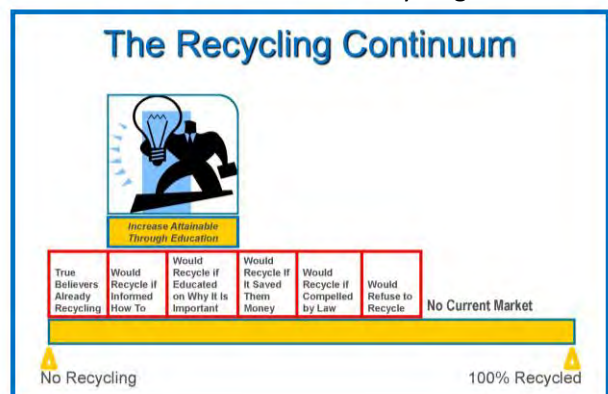 The Recycling Continuum
Increase Attainable
Through Education
True
Believers
Already
Recycling
Would
Recycle if
Informed
How To
Would
Recycle if
Educated
on Why It Is
Important
Would
Recycle If
It Saved
Them
Money
Would
Recycle if
Compelled
by Law
Would
Refuse to
Recycle
No Current Market
No Recycling
100% Recycled